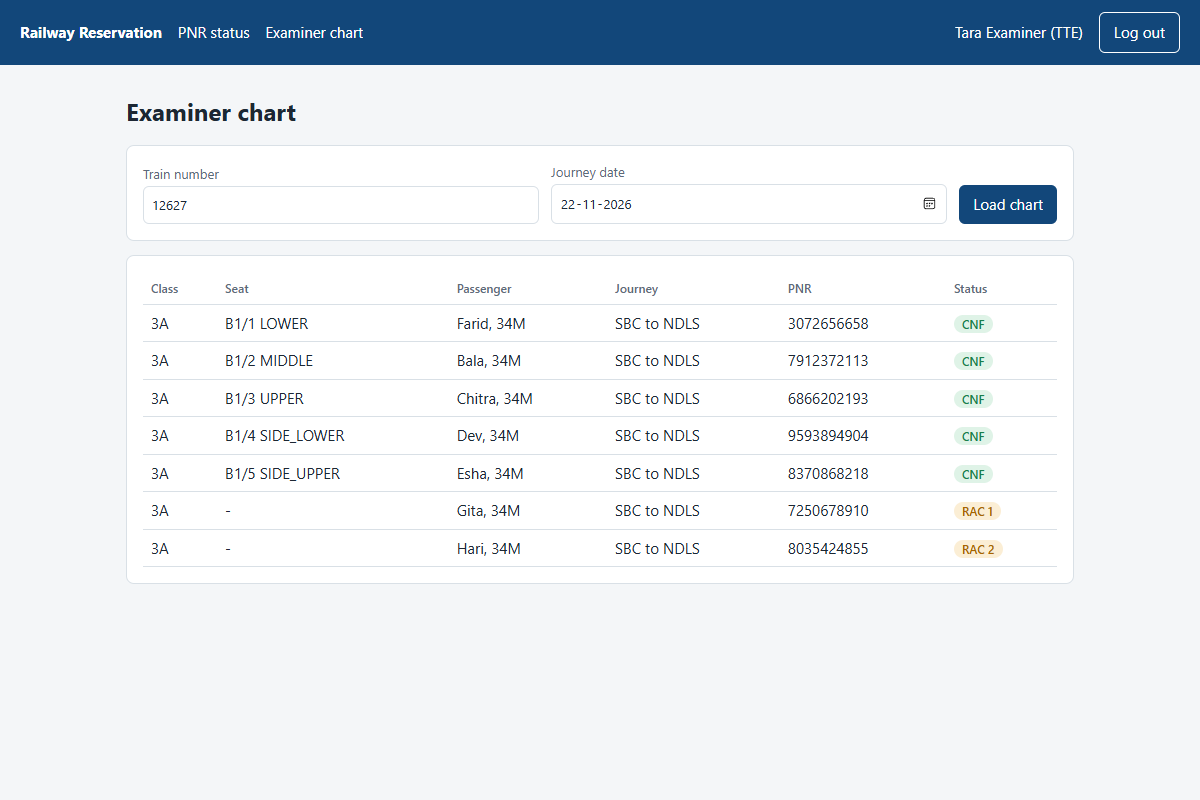 Railway Reservation PNR status Examiner chart Tara Examiner (TTE) Log out
Examiner chart
Train number Journey date
12627 22-11-2026 Load chart
Class Seat Passenger Journey PNR Status
3A B1/1 LOWER Farid, 34M SBC to NDLS 3072656658 CNF
3A B1/2 MIDDLE Bala, 34M SBC to NDLS 7912372113 CNF
3A B1/3 UPPER Chitra, 34M SBC to NDLS 6866202193 CNF
3A B1/4 SIDE_LOWER Dev, 34M SBC to NDLS 9593894904 CNF
3A B1/5 SIDE_UPPER Esha, 34M SBC to NDLS 8370868218 CNF
3A - Gita, 34M SBC to NDLS 7250678910 RAC 1
3A - Hari, 34M SBC to NDLS 8035424855 RAC 2